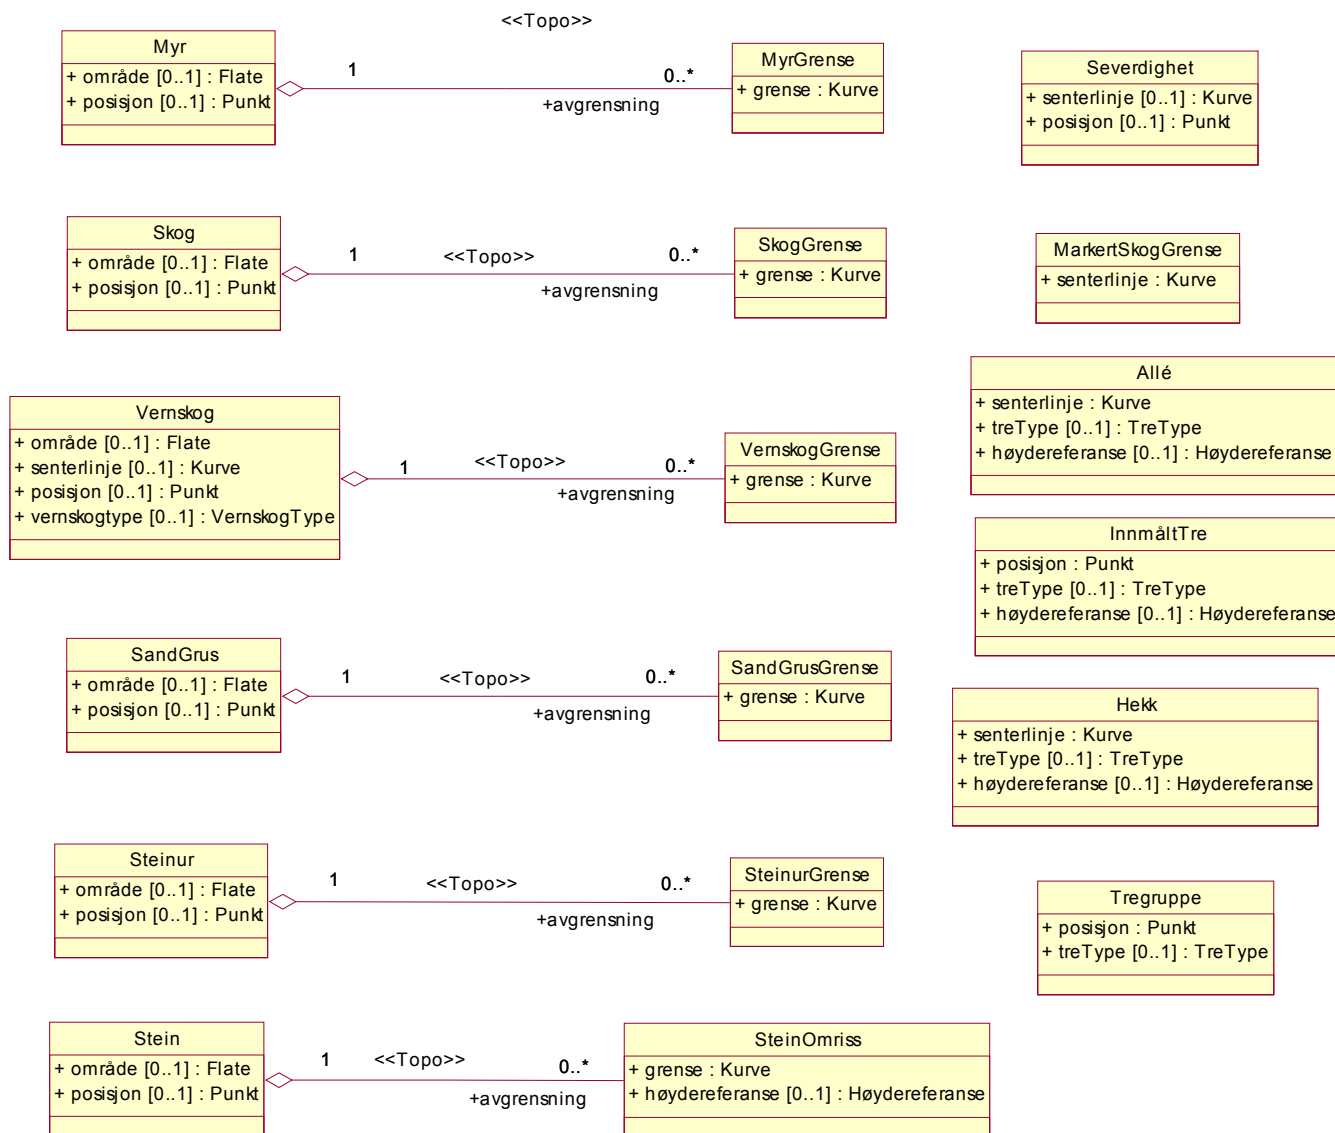 <<Topo>>
Myr
+ område [0..1] : Flate
+ posisjon [0..1] : Punkt
1
0..*
+avgrensning
MyrGrense
+ grense : Kurve
Severdighet
+ senterlinje [0..1] : Kurve
+ posisjon [0..1] : Punkt
Skog
+ område [0..1] : Flate
+ posisjon [0..1] : Punkt
1
<<Topo>>
0..*
+avgrensning
SkogGrense
+ grense : Kurve
MarkertSkogGrense
+ senterlinje : Kurve
Vernskog
+ område [0..1] : Flate
+ senterlinje [0..1] : Kurve
+ posisjon [0..1] : Punkt
+ vernskogtype [0..1] : VernskogType
1
<<Topo>>
0..*
+avgrensning
VernskogGrense
+ grense : Kurve
Allé
+ senterlinje : Kurve
+ treType [0..1] : TreType
+ høydereferanse [0..1] : Høydereferanse
InnmåltTre
+ posisjon : Punkt
+ treType [0..1] : TreType
+ høydereferanse [0..1] : Høydereferanse
SandGrus
+ område [0..1] : Flate
+ posisjon [0..1] : Punkt
1
<<Topo>>
0..*
+avgrensning
SandGrusGrense
+ grense : Kurve
Hekk
+ senterlinje : Kurve
+ treType [0..1] : TreType
+ høydereferanse [0..1] : Høydereferanse
Steinur
+ område [0..1] : Flate
+ posisjon [0..1] : Punkt
1
<<Topo>>
0..*
+avgrensning
SteinurGrense
+ grense : Kurve
Tregruppe
+ posisjon : Punkt
+ treType [0..1] : TreType
Stein
+ område [0..1] : Flate
+ posisjon [0..1] : Punkt
1
<<Topo>>
0..*
+avgrensning
SteinOmriss
+ grense : Kurve
+ høydereferanse [0..1] : Høydereferanse